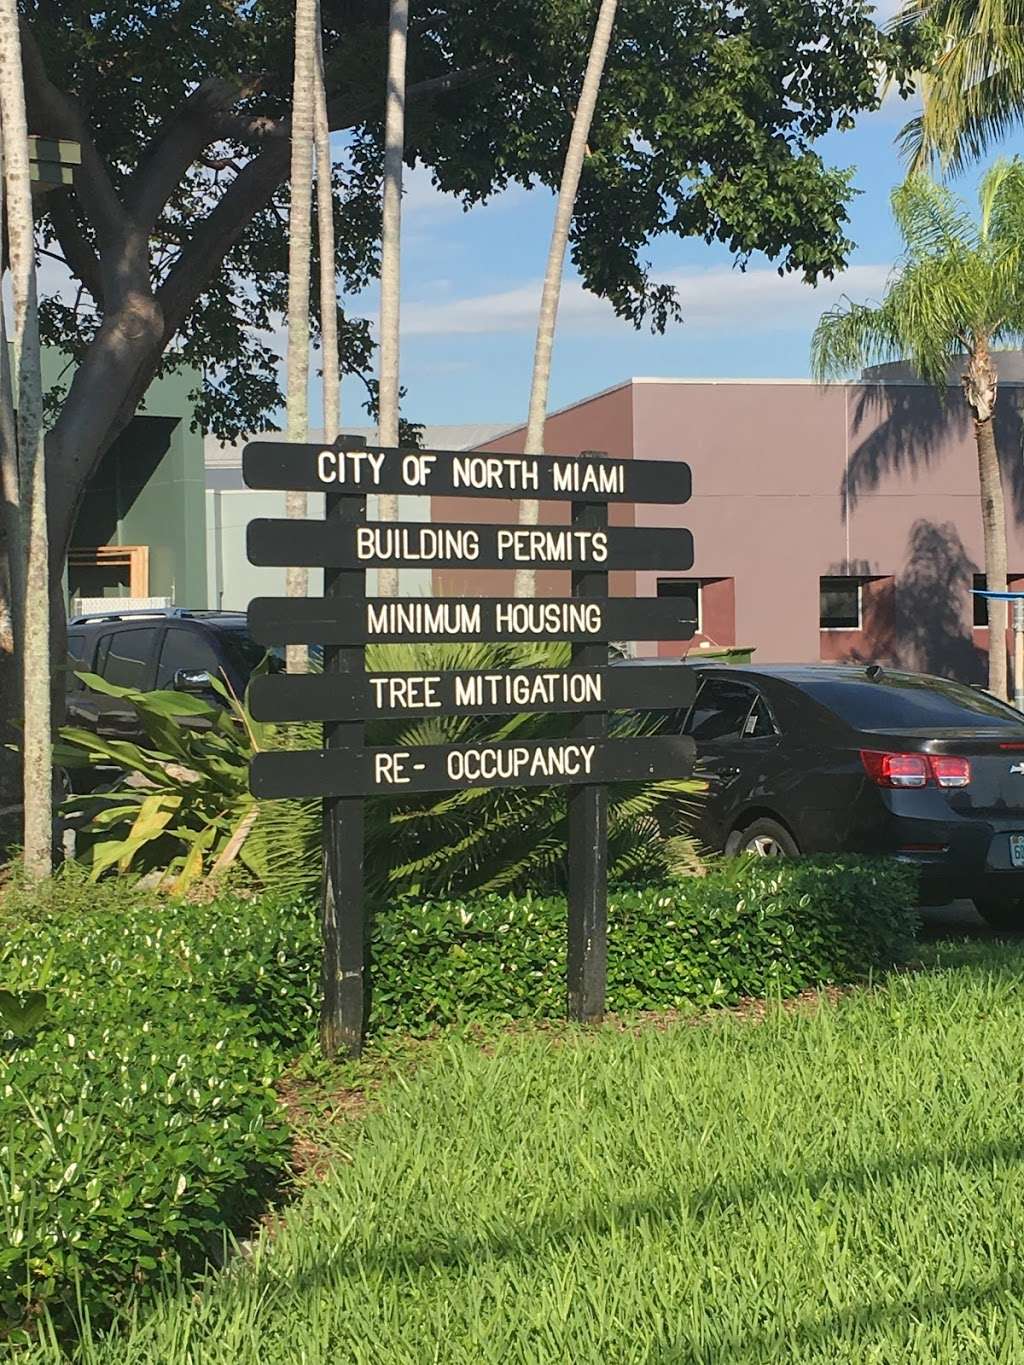 CITY OF NORTH MIAMI
BUILDING PERMITS
MINIMUM HOUSING
TREE MITIGATION
RE- OCCUPANCY